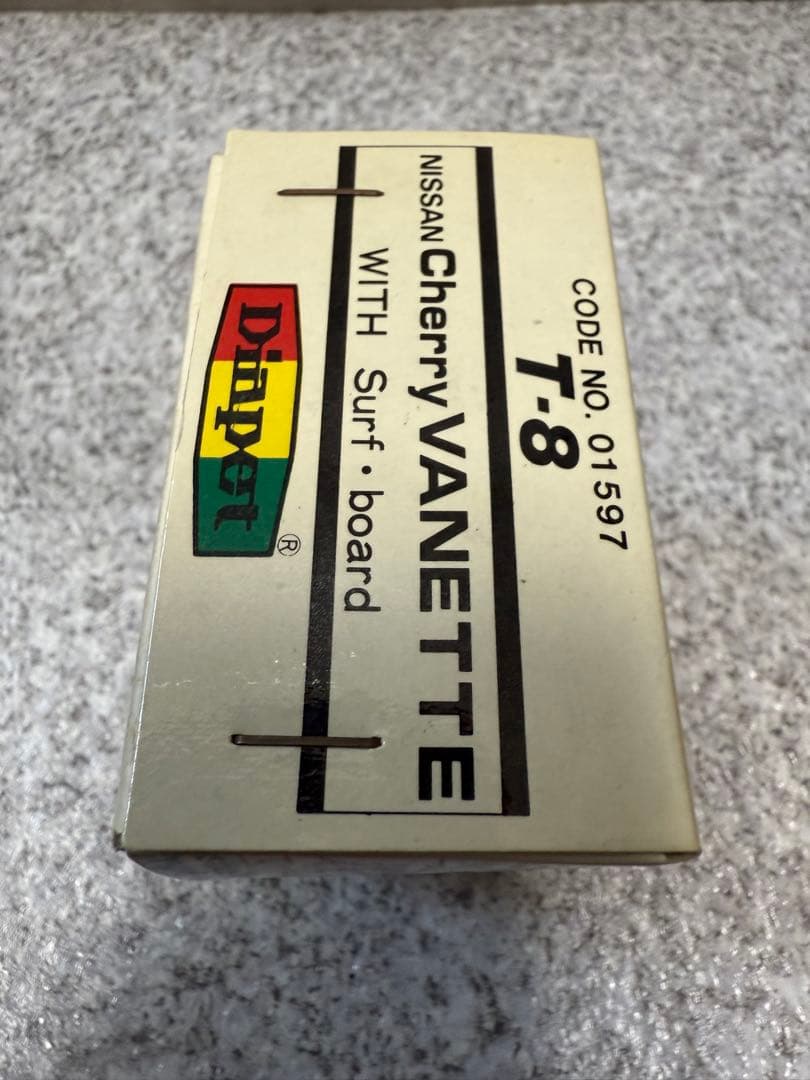 CODE NO. 01597
T-8
NISSAN Cherry VANETTE
WITH Surf・board
Diapet ®